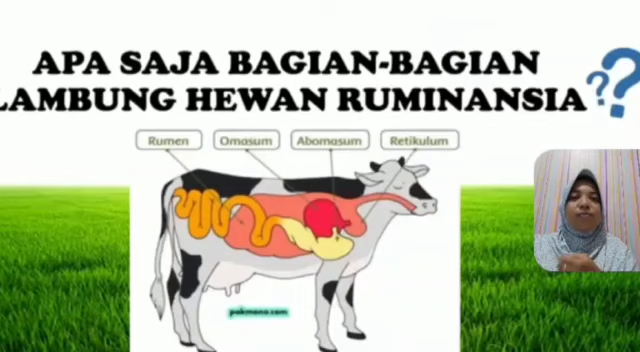 APA SAJA BAGIAN-BAGIAN
LAMBUNG HEWAN RUMINANSIA ??
Rumen Omasum Abomasum Retikulum
pakmono.com